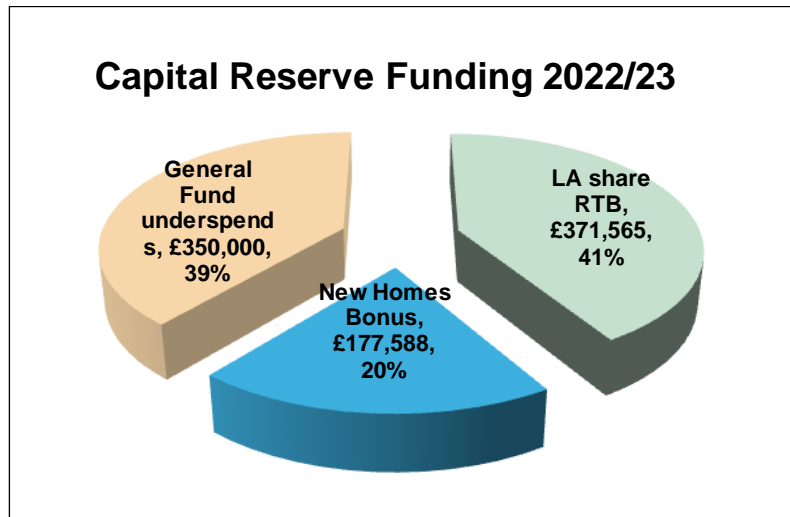 Capital Reserve Funding 2022/23
General
Fund
underspend
s, £350,000,
39%
LA share
RTB,
£371,565,
41%
New Homes
Bonus,
£177,588,
20%